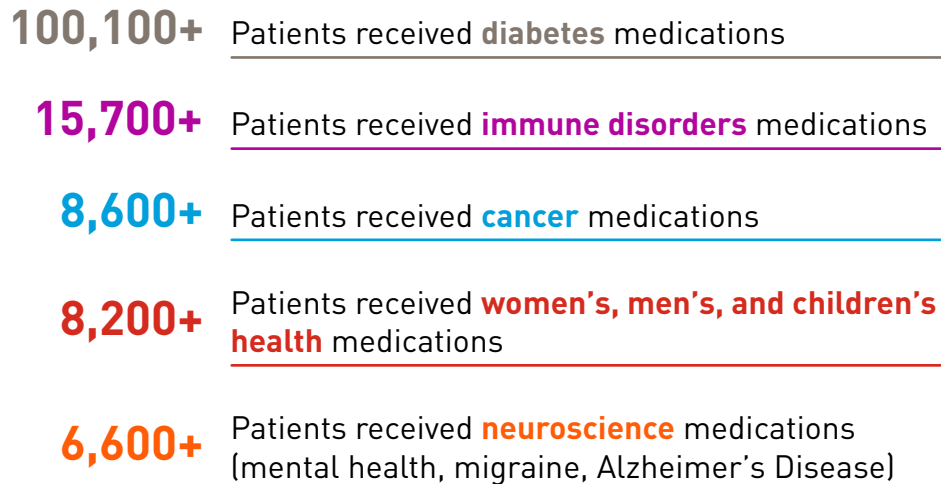 100,100+ Patients received diabetes medications
15,700+ Patients received immune disorders medications
8,600+ Patients received cancer medications
8,200+ Patients received women’s, men’s, and children’s
health medications
6,600+ Patients received neuroscience medications
(mental health, migraine, Alzheimer’s Disease)